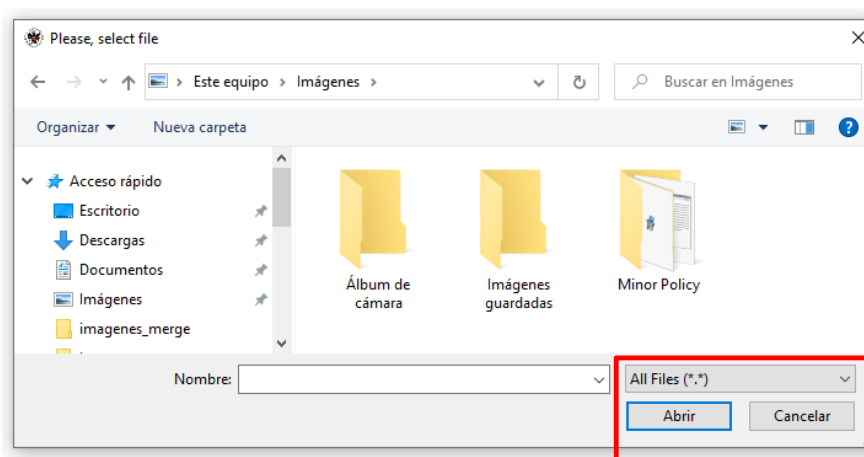 Please, select file
Este equipo > Imágenes >
Buscar en Imágenes
Organizar
Nueva carpeta
Acceso rápido
Escritorio
Descargas
Documentos
Imágenes
imagenes_merge
Álbum de
cámara
Imágenes
guardadas
Minor Policy
Nombre:
All Files (*.*)
Abrir
Cancelar